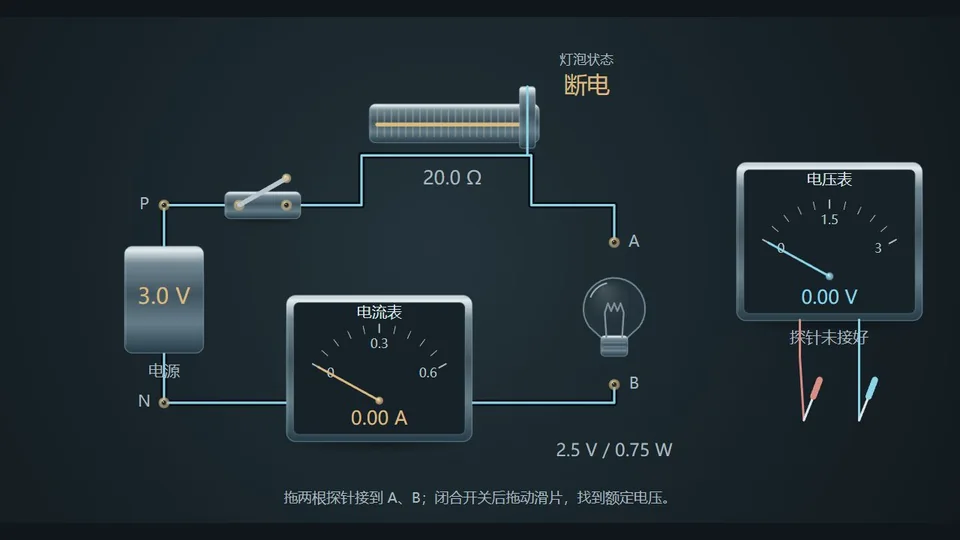 灯泡状态
断电
20.0 Ω
P
3.0 V
电源
N
电流表
0
0.3
0.6
0.00 A
A
B
2.5 V / 0.75 W
电压表
0
1.5
3
0.00 V
探针未接好
拖两根探针接到 A、B；闭合开关后拖动滑片，找到额定电压。